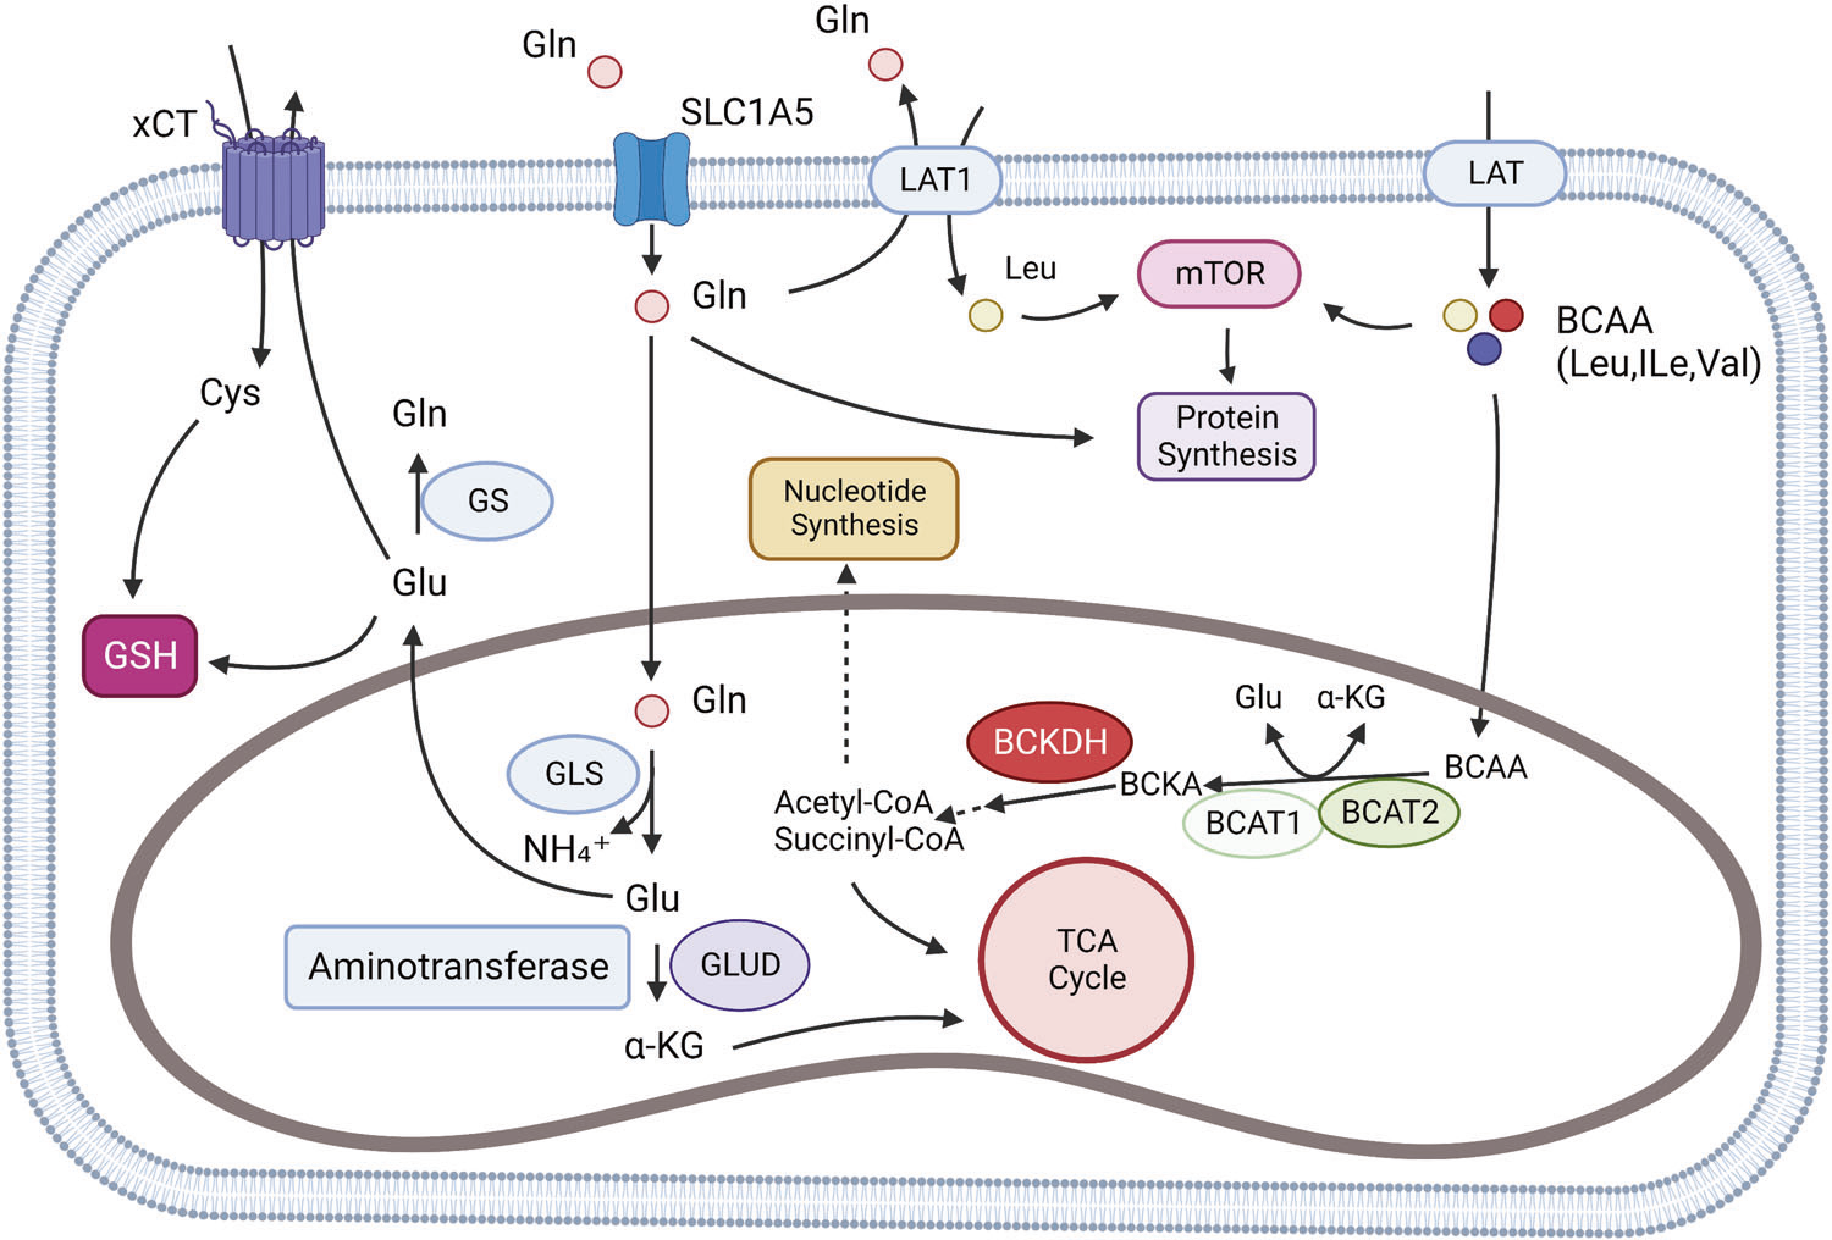 Gln
Gln
xCT
SLC1A5
LAT1
LAT
Gln
Leu
mTOR
BCAA
(Leu,ILe,Val)
Cys
Gln
GS
Protein
Synthesis
Nucleotide
Synthesis
Glu
GSH
Gln
Glu
α-KG
GLS
BCKDH
BCKA
BCAA
NH₄⁺
Acetyl-CoA
Succinyl-CoA
BCAT1
BCAT2
Glu
Aminotransferase
GLUD
TCA
Cycle
α-KG